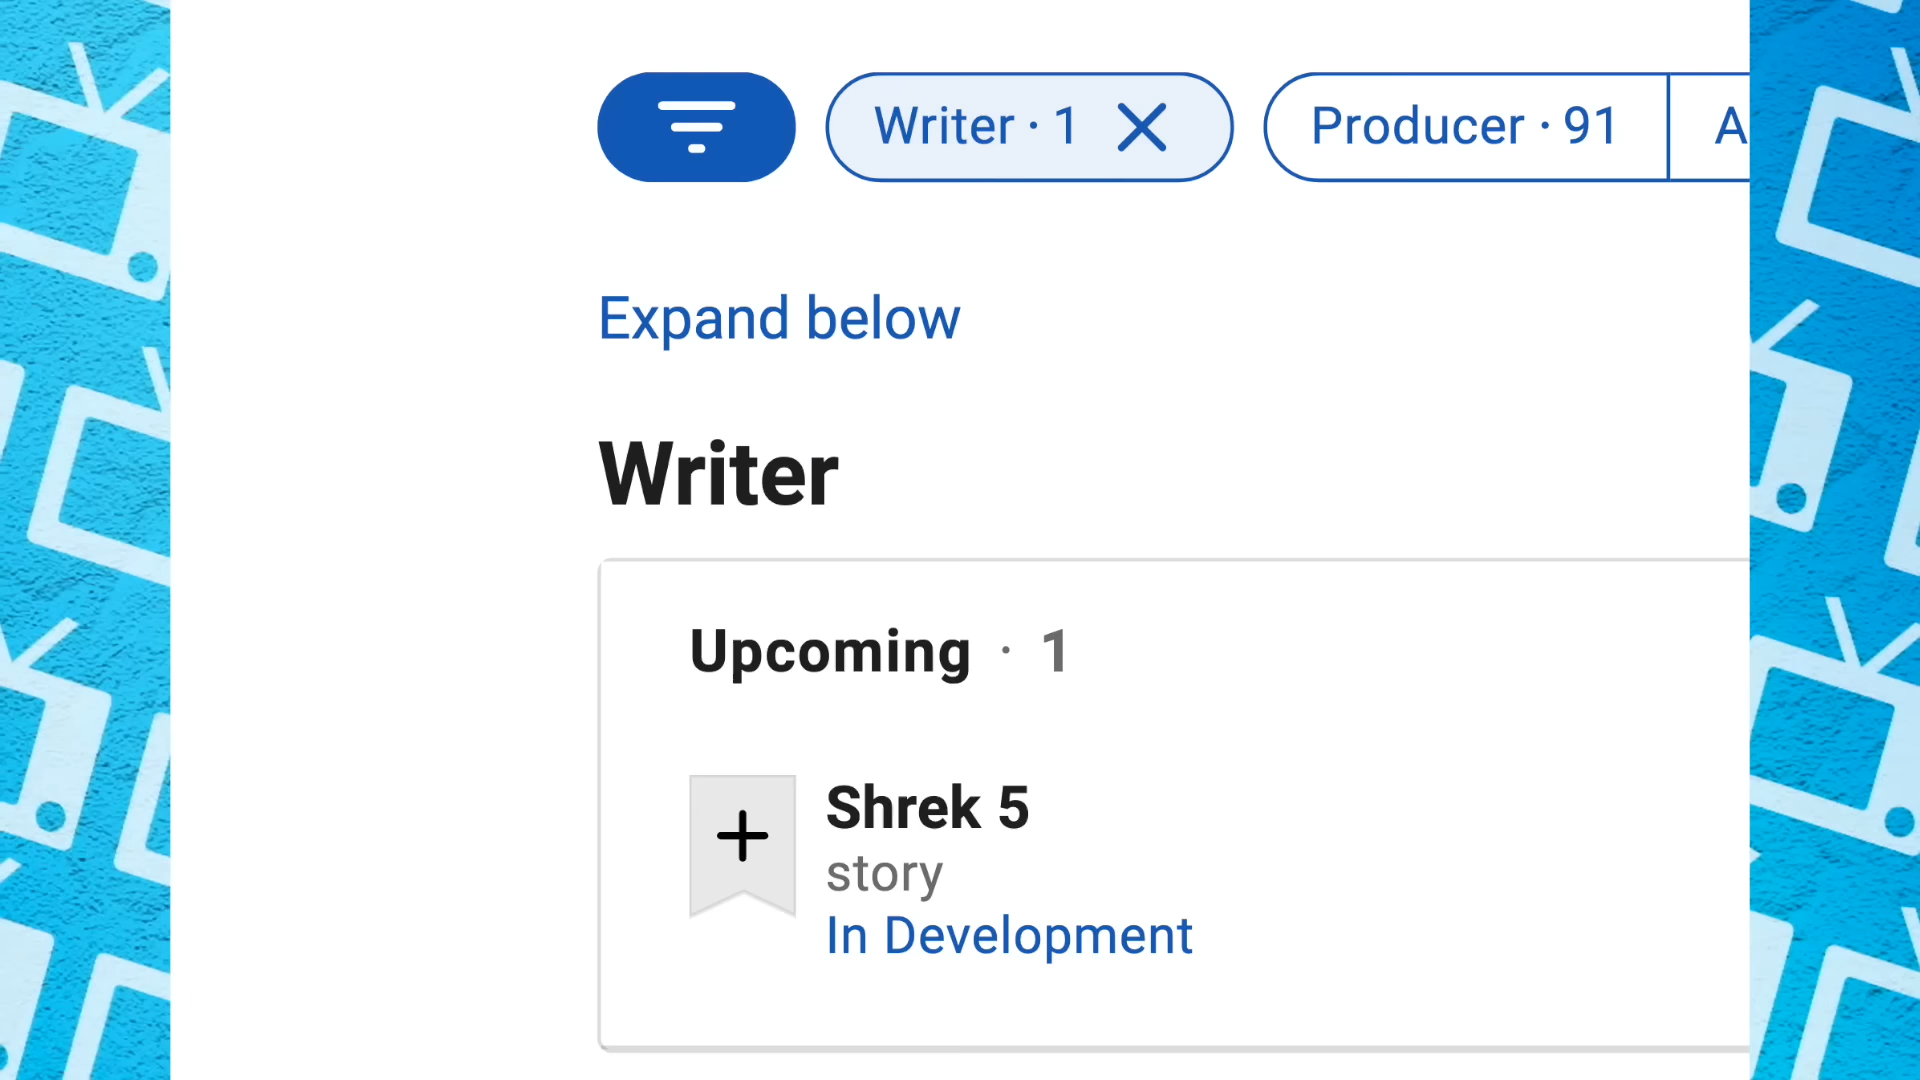 Writer · 1
Producer · 91
A
Expand below
Writer
Upcoming · 1
Shrek 5
story
In Development